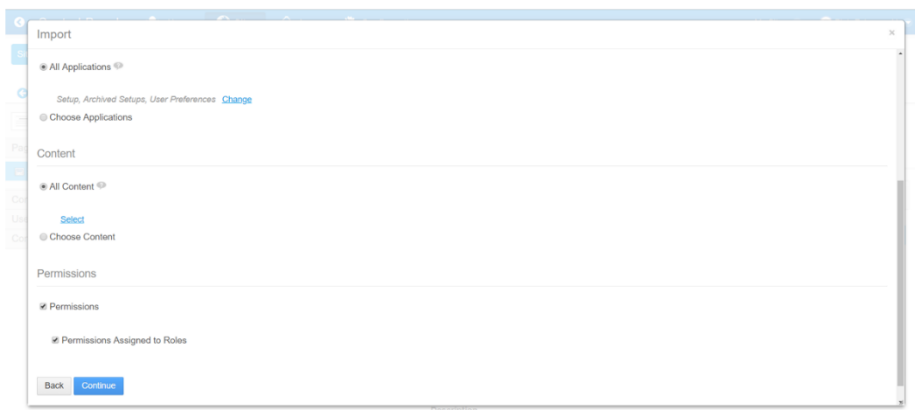 Import
×
All Applications
Setup, Archived Setups, User Preferences Change
Choose Applications
Content
All Content
Select
Choose Content
Permissions
Permissions
Permissions Assigned to Roles
Back Continue